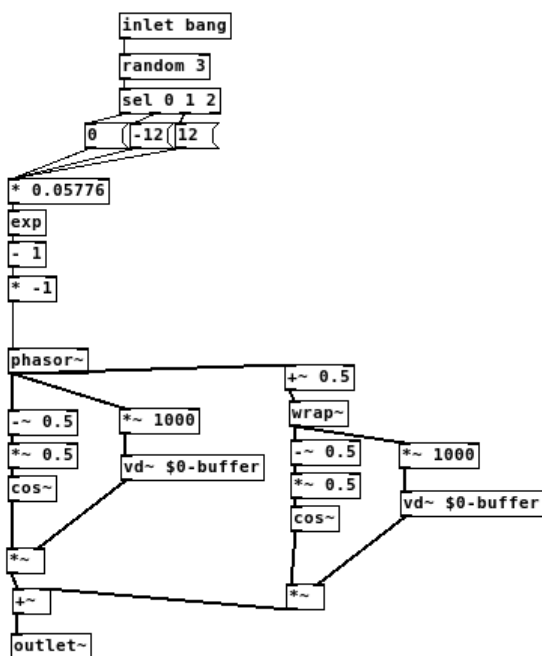 inlet bang
random 3
sel 0 1 2
0 -12 12
* 0.05776
exp
- 1
* -1
phasor~
+~ 0.5
-~ 0.5
*~ 1000
wrap~
*~ 0.5
-~ 0.5
*~ 1000
vd~ $0-buffer
cos~
*~ 0.5
vd~ $0-buffer
cos~
*~
*~
+~
outlet~